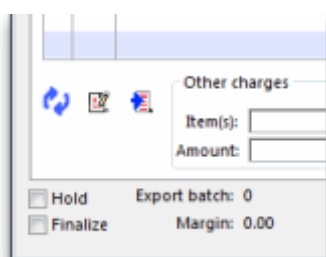 Other charges
Item(s):
Amount:
Hold Export batch: 0
Finalize Margin: 0.00